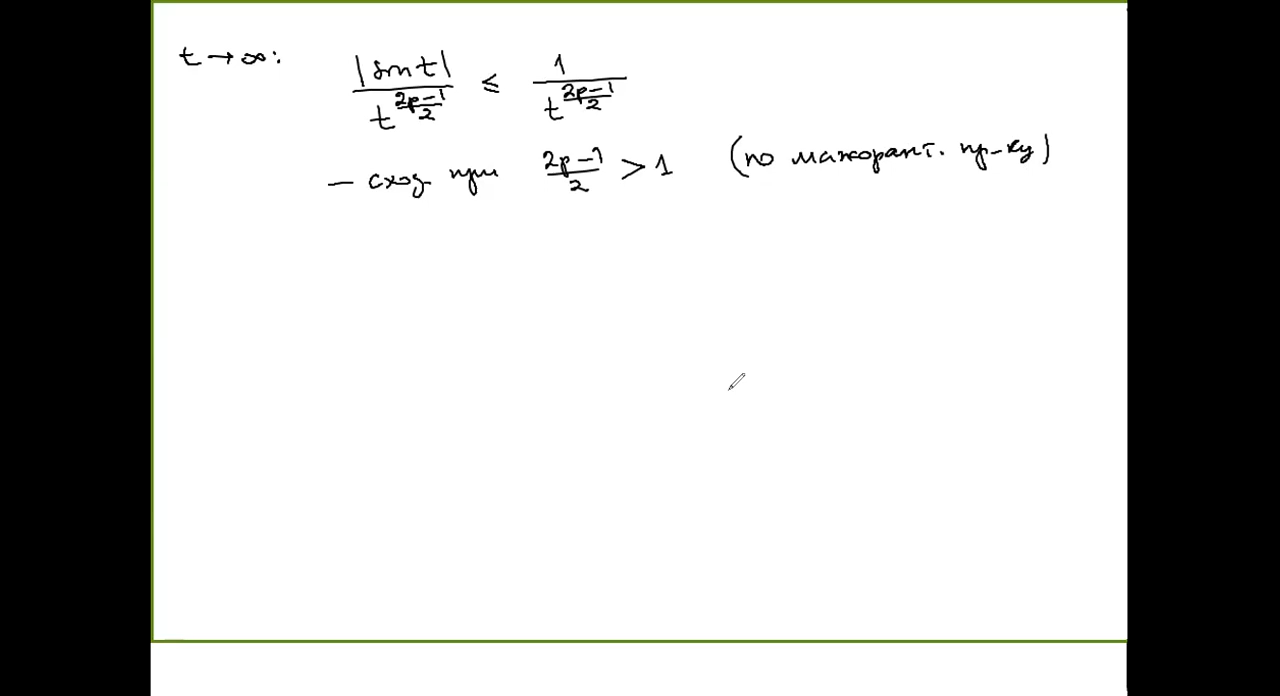 t → ∞: |sin t| / t^((2p-1)/2) ≤ 1 / t^((2p-1)/2)
– сход при (2p-1)/2 > 1 (по мажорант. пр-ку)